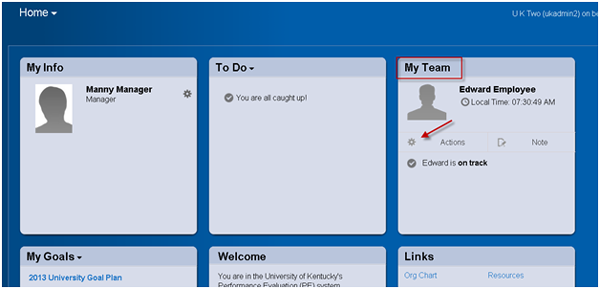 Home
U K Two (ukadmin2) on be
My Info
Manny Manager
Manager
To Do
You are all caught up!
My Team
Edward Employee
Local Time: 07:30:49 AM
Actions
Note
Edward is on track
My Goals
2013 University Goal Plan
Welcome
You are in the University of Kentucky's
Performance Evaluation (PE) system
Links
Org Chart
Resources